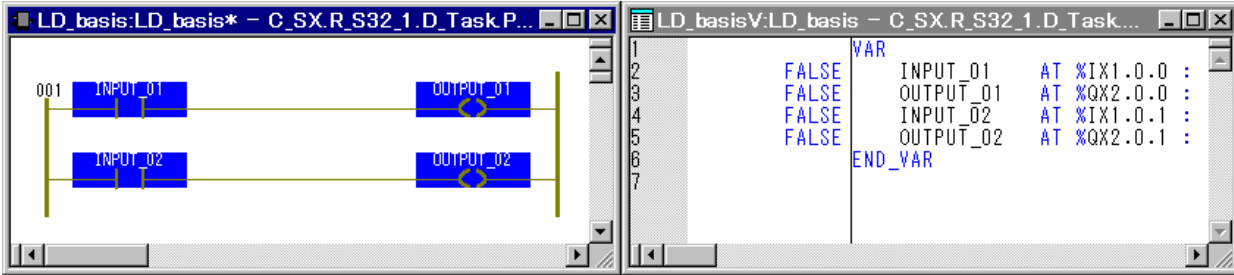 LD_basis:LD_basis* - C_SX.R_S32_1.D_Task.P...
001 INPUT_01 OUTPUT_01
INPUT_02 OUTPUT_02
LD_basisV:LD_basis - C_SX.R_S32_1.D_Task....
1 VAR
2 FALSE INPUT_01 AT %IX1.0.0 :
3 FALSE OUTPUT_01 AT %QX2.0.0 :
4 FALSE INPUT_02 AT %IX1.0.1 :
5 FALSE OUTPUT_02 AT %QX2.0.1 :
6 END_VAR
7